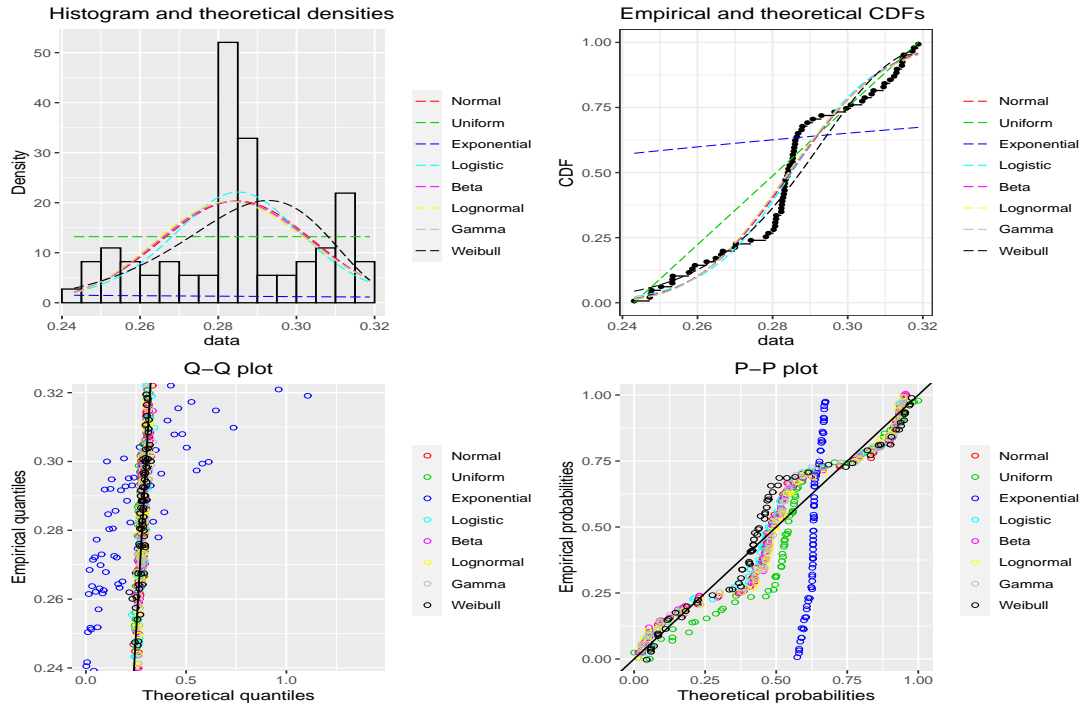 Histogram and theoretical densities
Density
50
40
30
20
10
0
0.24
0.26
0.28
0.30
0.32
data
Normal
Uniform
Exponential
Logistic
Beta
Lognormal
Gamma
Weibull
Empirical and theoretical CDFs
CDF
1.00
0.75
0.50
0.25
0.00
0.24
0.26
0.28
0.30
0.32
data
Normal
Uniform
Exponential
Logistic
Beta
Lognormal
Gamma
Weibull
Q−Q plot
Empirical quantiles
0.32
0.30
0.28
0.26
0.24
0.0
0.5
1.0
Theoretical quantiles
Normal
Uniform
Exponential
Logistic
Beta
Lognormal
Gamma
Weibull
P−P plot
Empirical probabilities
1.00
0.75
0.50
0.25
0.00
0.00
0.25
0.50
0.75
1.00
Theoretical probabilities
Normal
Uniform
Exponential
Logistic
Beta
Lognormal
Gamma
Weibull